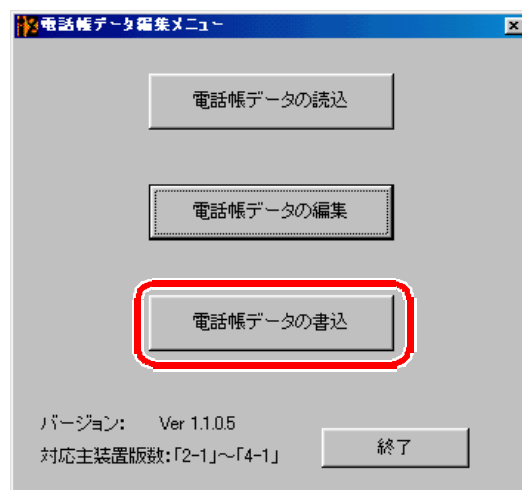 電話帳データ編集メニュー
電話帳データの読込
電話帳データの編集
電話帳データの書込
バージョン: Ver 1.1.0.5
対応主装置版数:「2-1」～「4-1」
終了